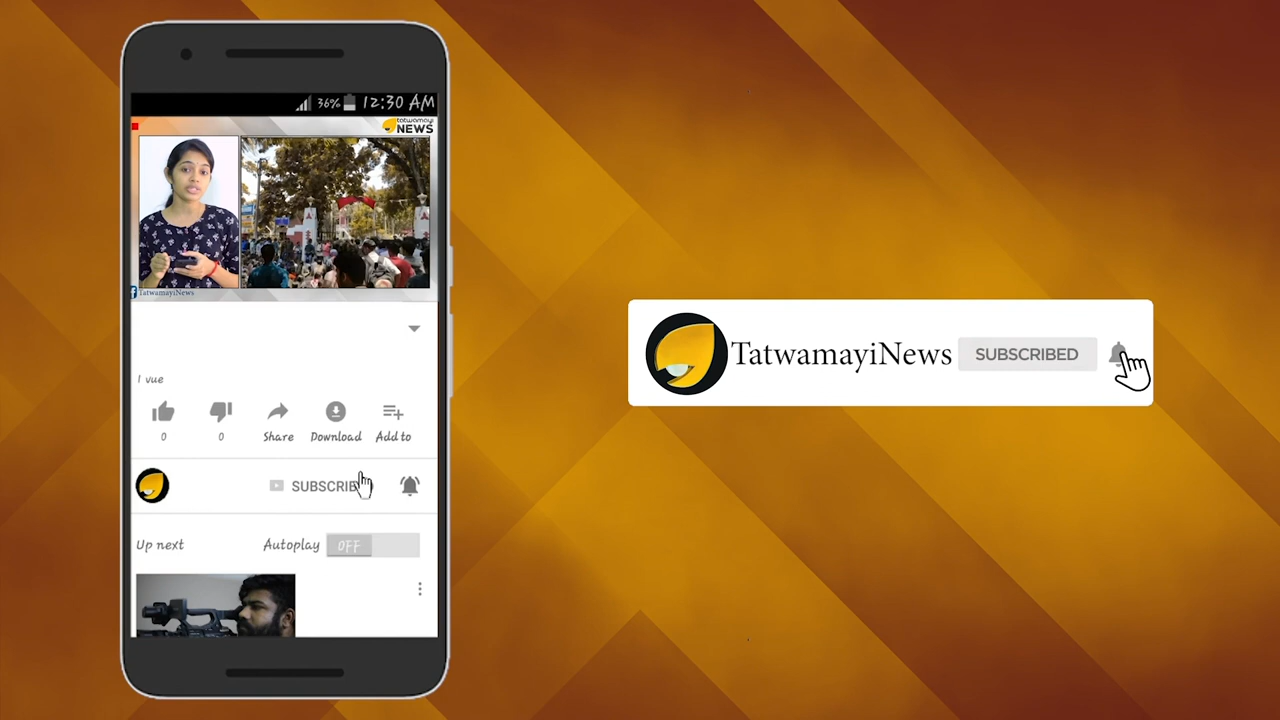 36% 12:30 AM
tatwamayi
NEWS
TatwamayiNews
1 vue
0 0 Share Download Add to
SUBSCRIBE
Up next Autoplay OFF
TatwamayiNews SUBSCRIBED